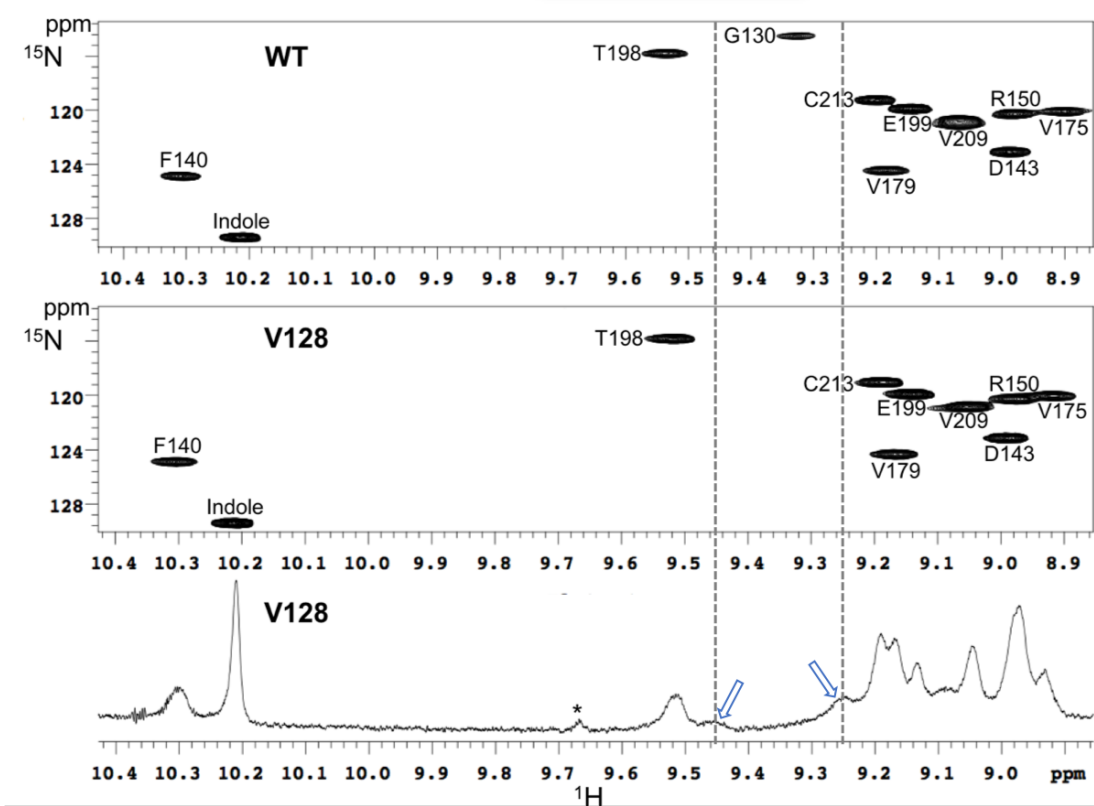 ppm
15N
WT
T198
G130
C213
E199
V209
R150
V175
D143
V179
F140
Indole
120
124
128
10.4 10.3 10.2 10.1 10.0 9.9 9.8 9.7 9.6 9.5 9.4 9.3 9.2 9.1 9.0 8.9
ppm
15N
V128
T198
C213
E199
V209
R150
V175
D143
V179
F140
Indole
120
124
128
10.4 10.3 10.2 10.1 10.0 9.9 9.8 9.7 9.6 9.5 9.4 9.3 9.2 9.1 9.0 8.9
V128
*
10.4 10.3 10.2 10.1 10.0 9.9 9.8 9.7 9.6 9.5 9.4 9.3 9.2 9.1 9.0 ppm
1H